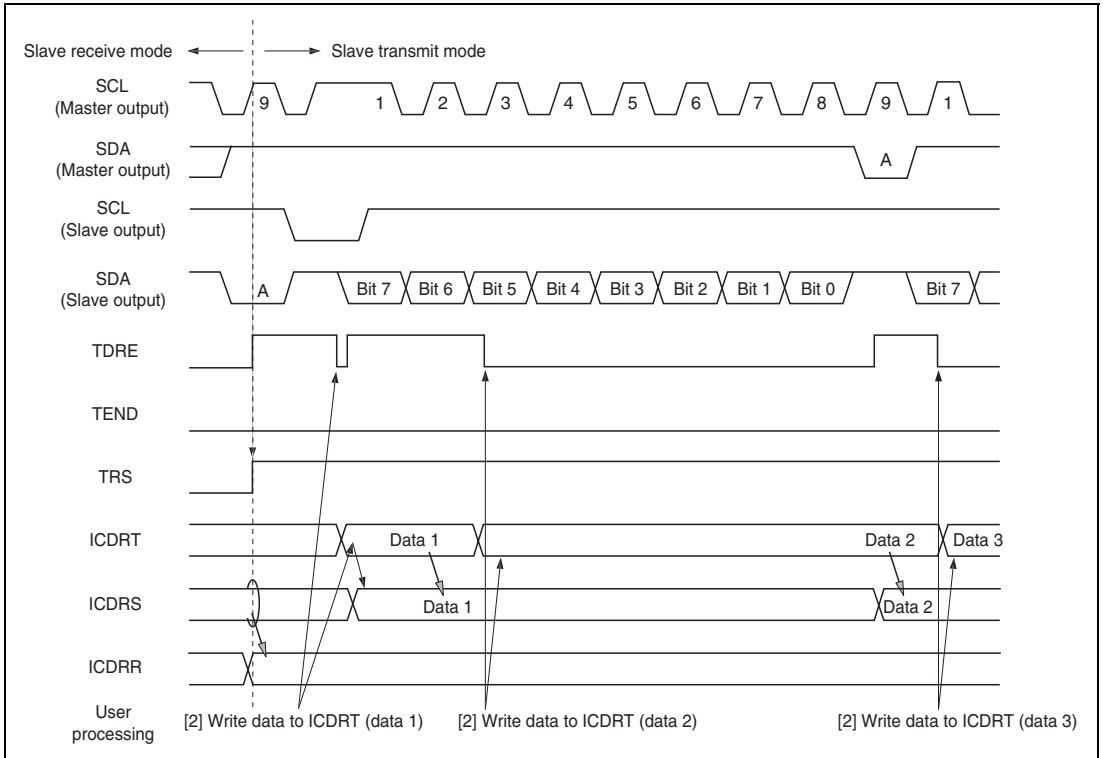 Slave receive mode Slave transmit mode
SCL
(Master output)
9 1 2 3 4 5 6 7 8 9 1
SDA
(Master output)
A
SCL
(Slave output)
SDA
(Slave output)
A Bit 7 Bit 6 Bit 5 Bit 4 Bit 3 Bit 2 Bit 1 Bit 0 Bit 7
TDRE
TEND
TRS
ICDRT
Data 1 Data 2 Data 3
ICDRS
Data 1 Data 2
ICDRR
User
processing
[2] Write data to ICDRT (data 1) [2] Write data to ICDRT (data 2) [2] Write data to ICDRT (data 3)